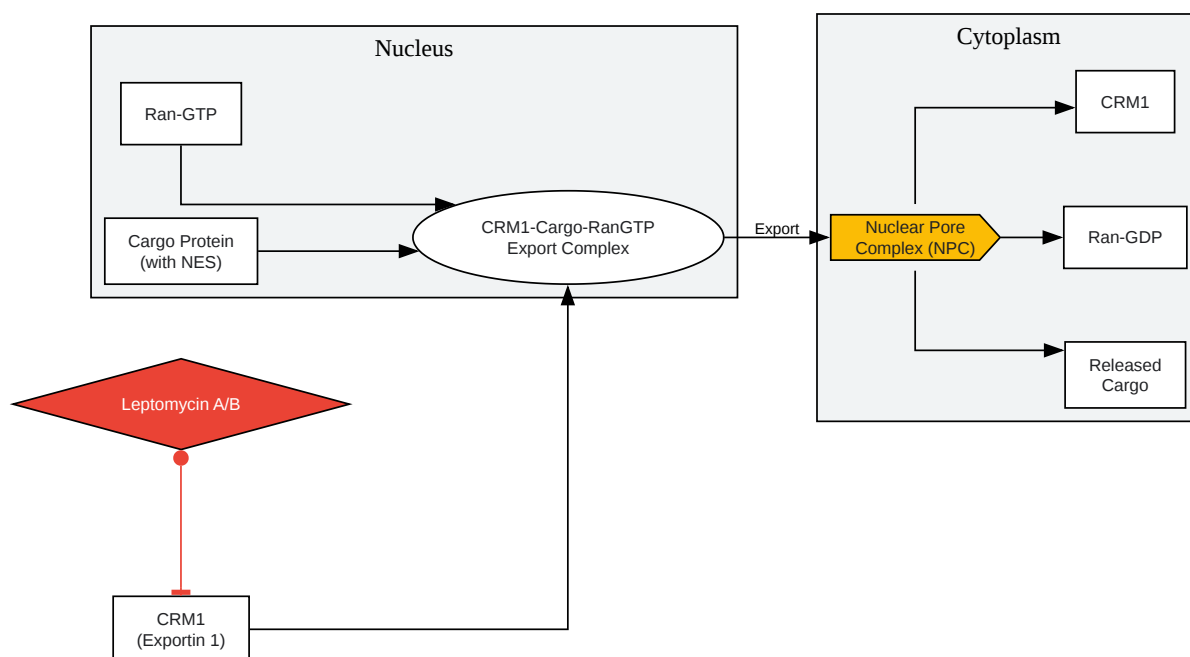 Nucleus
Ran-GTP
Cargo Protein
(with NES)
CRM1-Cargo-RanGTP
Export Complex
Export
Cytoplasm
CRM1
Nuclear Pore
Complex (NPC)
Ran-GDP
Released
Cargo
Leptomycin A/B
CRM1
(Exportin 1)